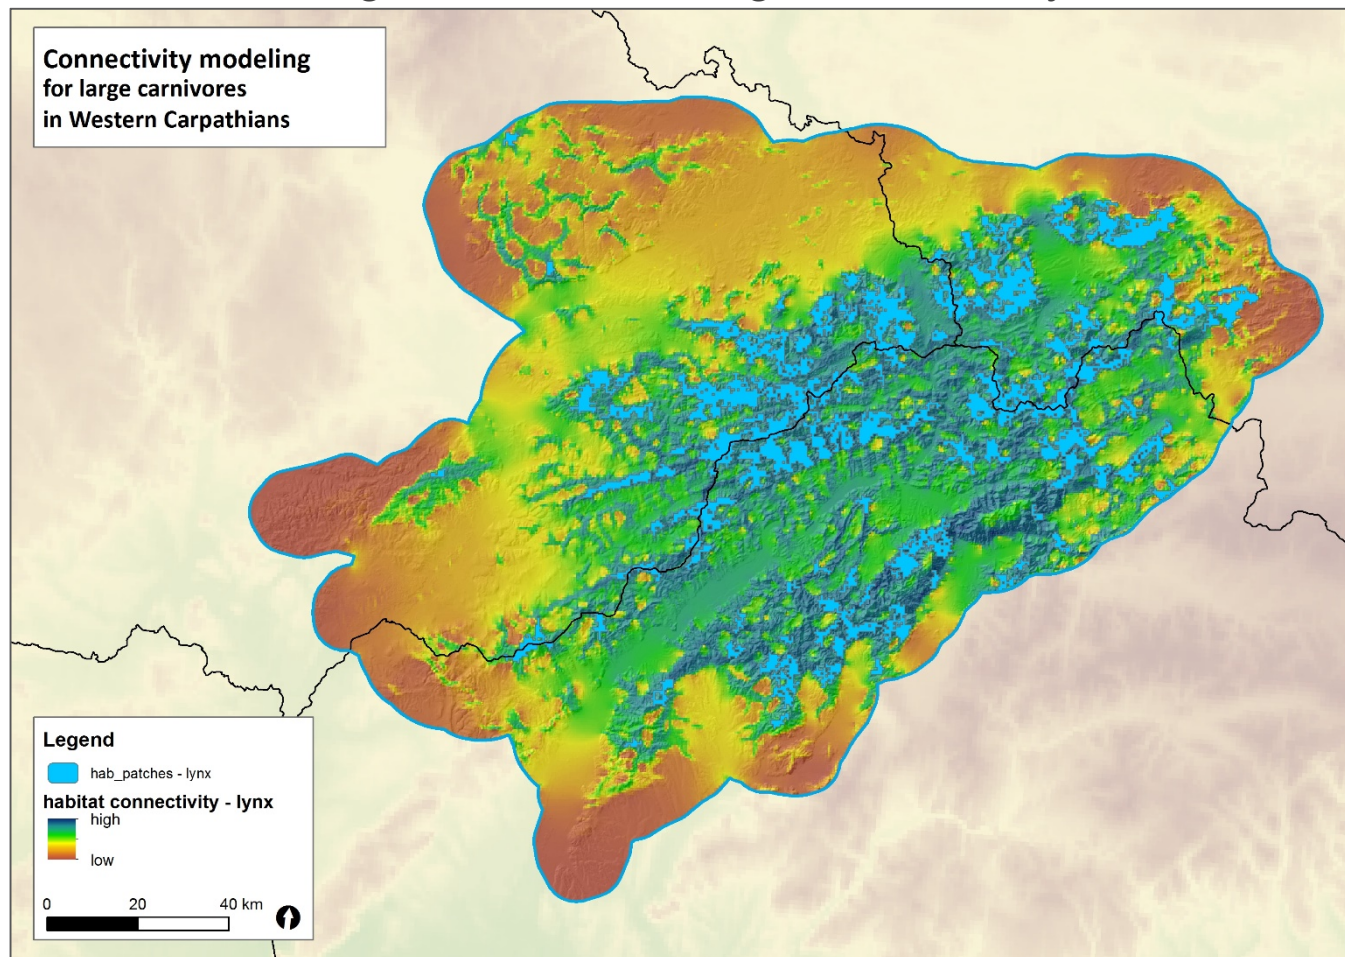 Connectivity modeling
for large carnivores
in Western Carpathians
Legend
hab_patches - lynx
habitat connectivity - lynx
high
low
0 20 40 km